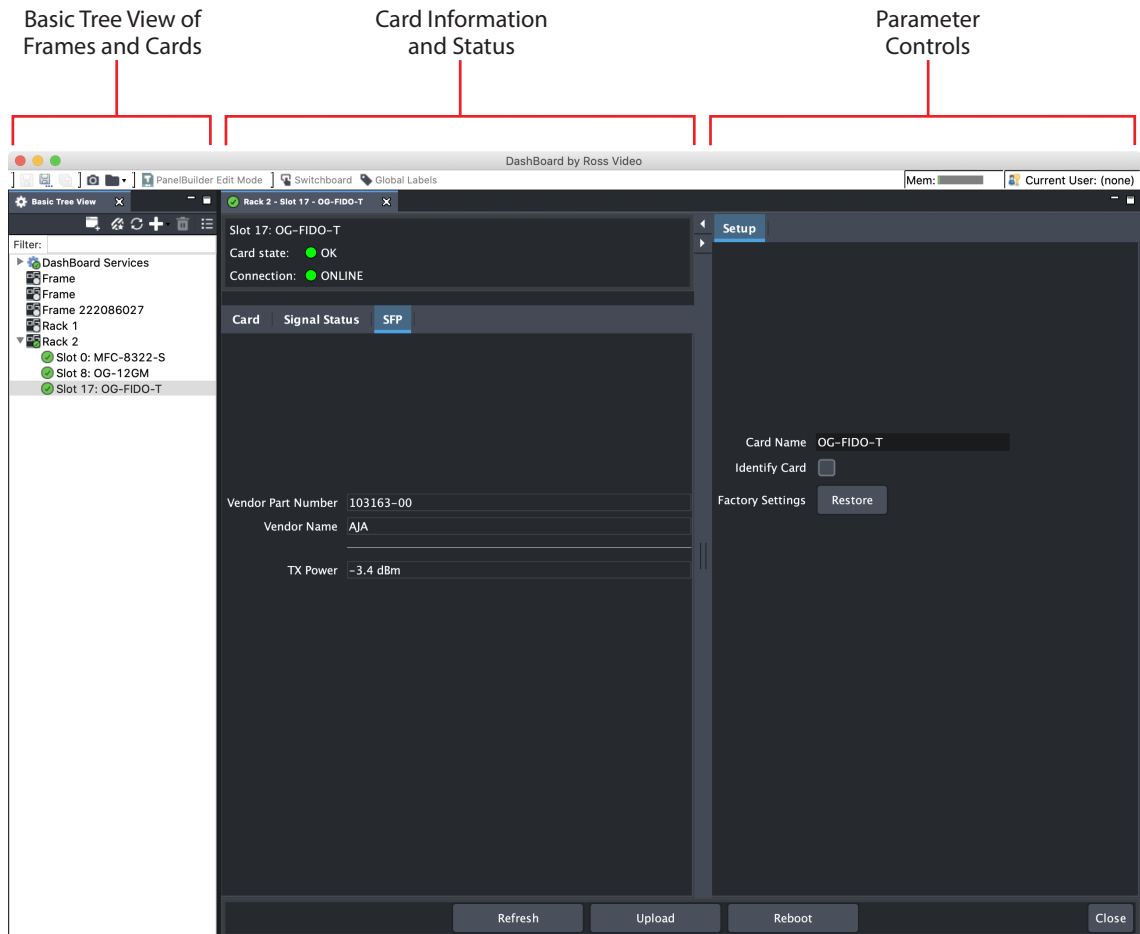 Basic Tree View of
Frames and Cards
Card Information
and Status
Parameter
Controls
DashBoard by Ross Video
PanelBuilder Edit Mode
Switchboard
Global Labels
Mem:
Current User: (none)
Basic Tree View
Rack 2 - Slot 17 - OG-FIDO-T
Filter:
DashBoard Services
Frame
Frame
Frame 222086027
Rack 1
Rack 2
Slot 0: MFC-8322-S
Slot 8: OG-12GM
Slot 17: OG-FIDO-T
Slot 17: OG-FIDO-T
Card state: OK
Connection: ONLINE
Card Signal Status SFP
Vendor Part Number 103163-00
Vendor Name AJA
TX Power -3.4 dBm
Setup
Card Name OG-FIDO-T
Identify Card
Factory Settings Restore
Refresh Upload Reboot Close